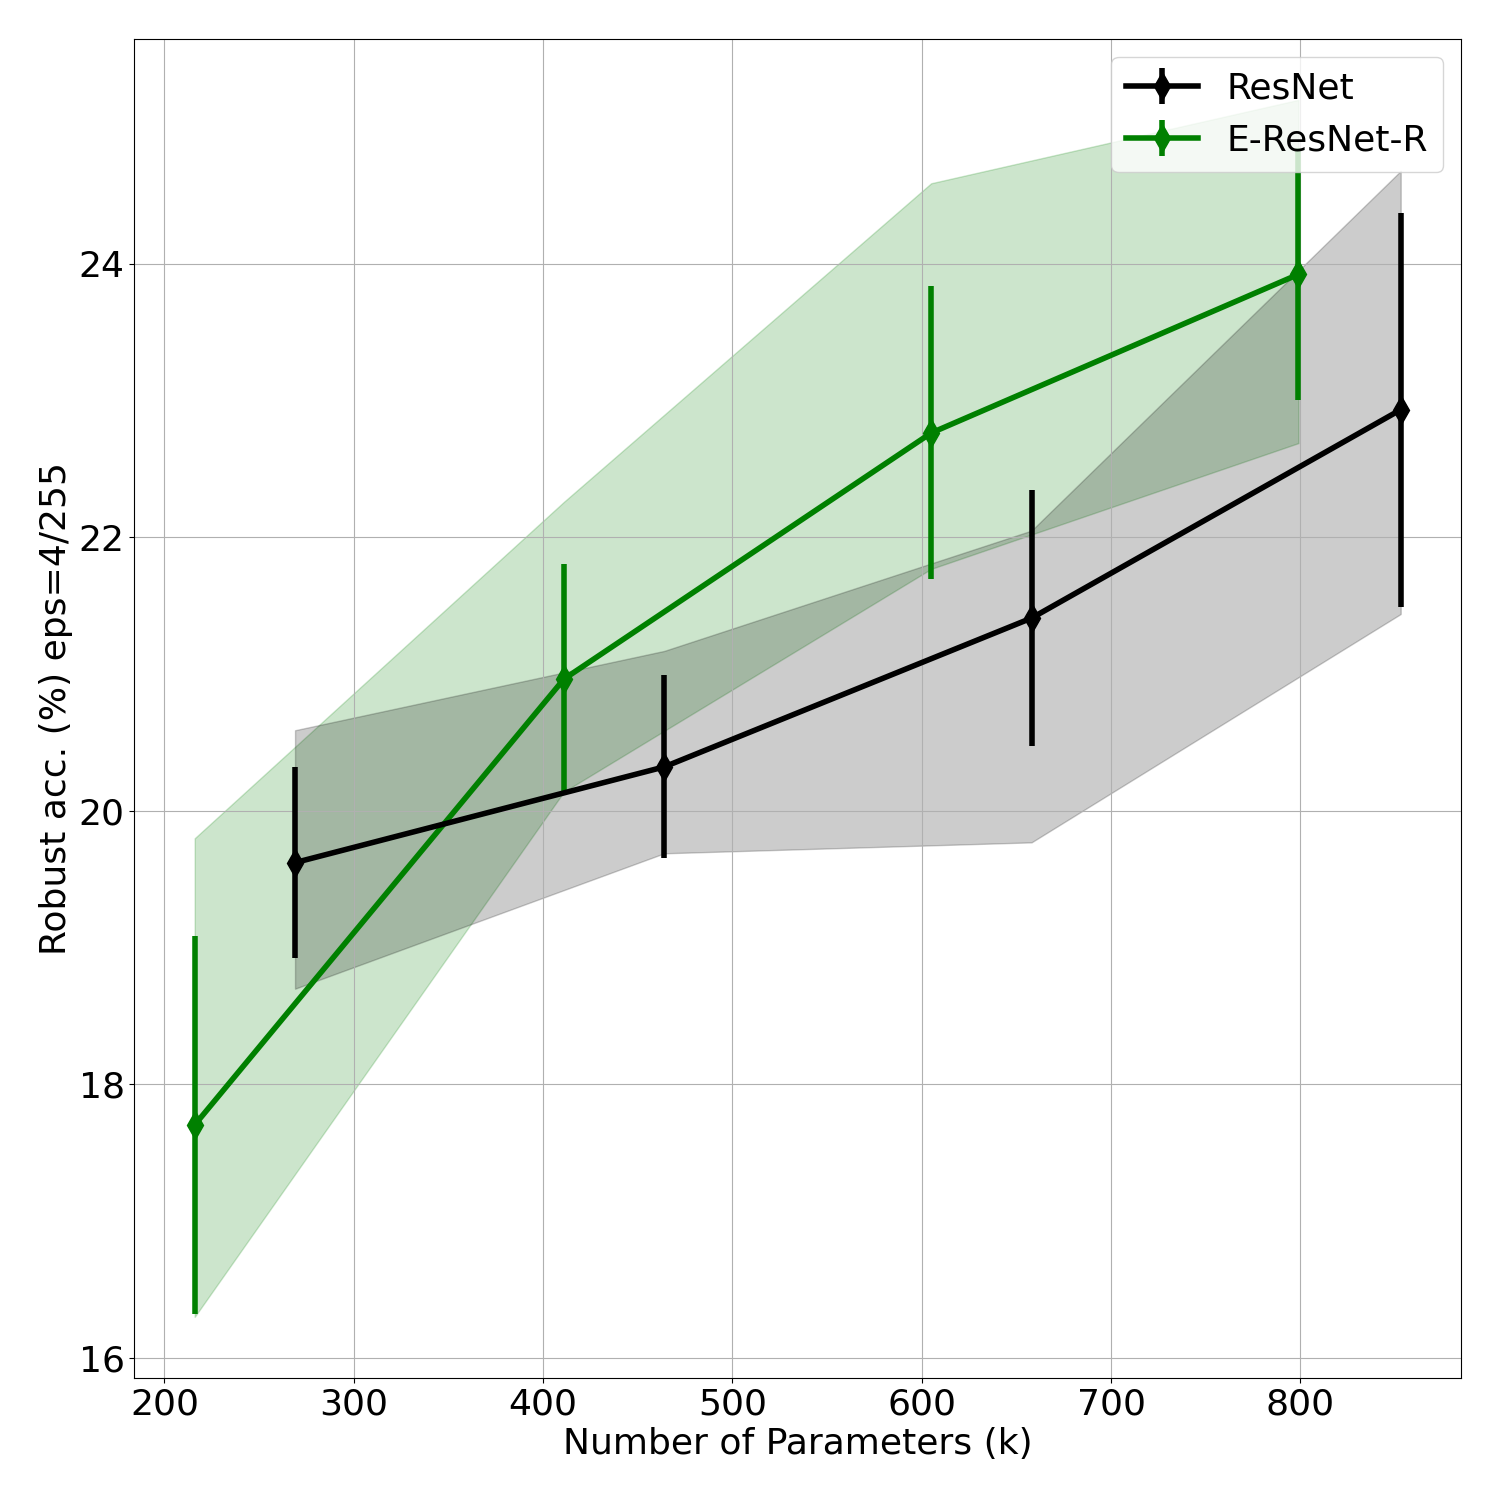 ResNet
E-ResNet-R
24
22
20
18
16
Robust acc. (%) eps=4/255
200 300 400 500 600 700 800
Number of Parameters (k)